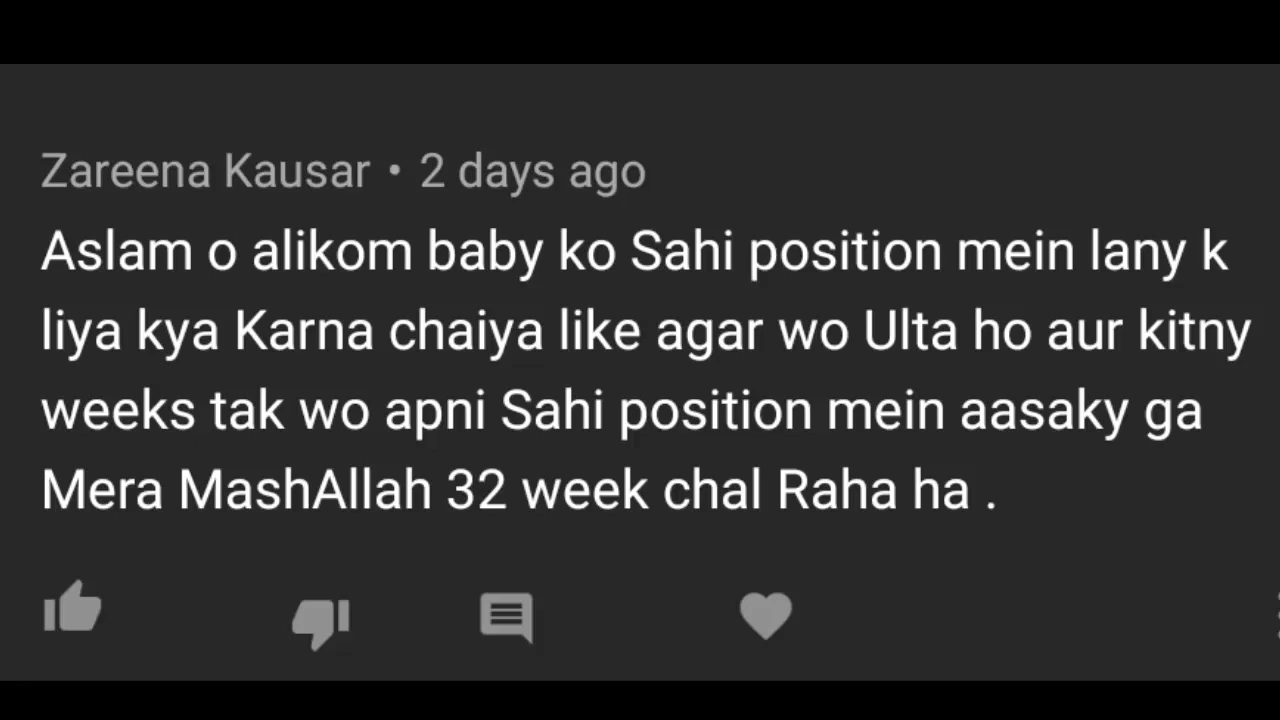 Zareena Kausar • 2 days ago
Aslam o alikom baby ko Sahi position mein lany k
liya kya Karna chaiya like agar wo Ulta ho aur kitny
weeks tak wo apni Sahi position mein aasaky ga
Mera MashAllah 32 week chal Raha ha .